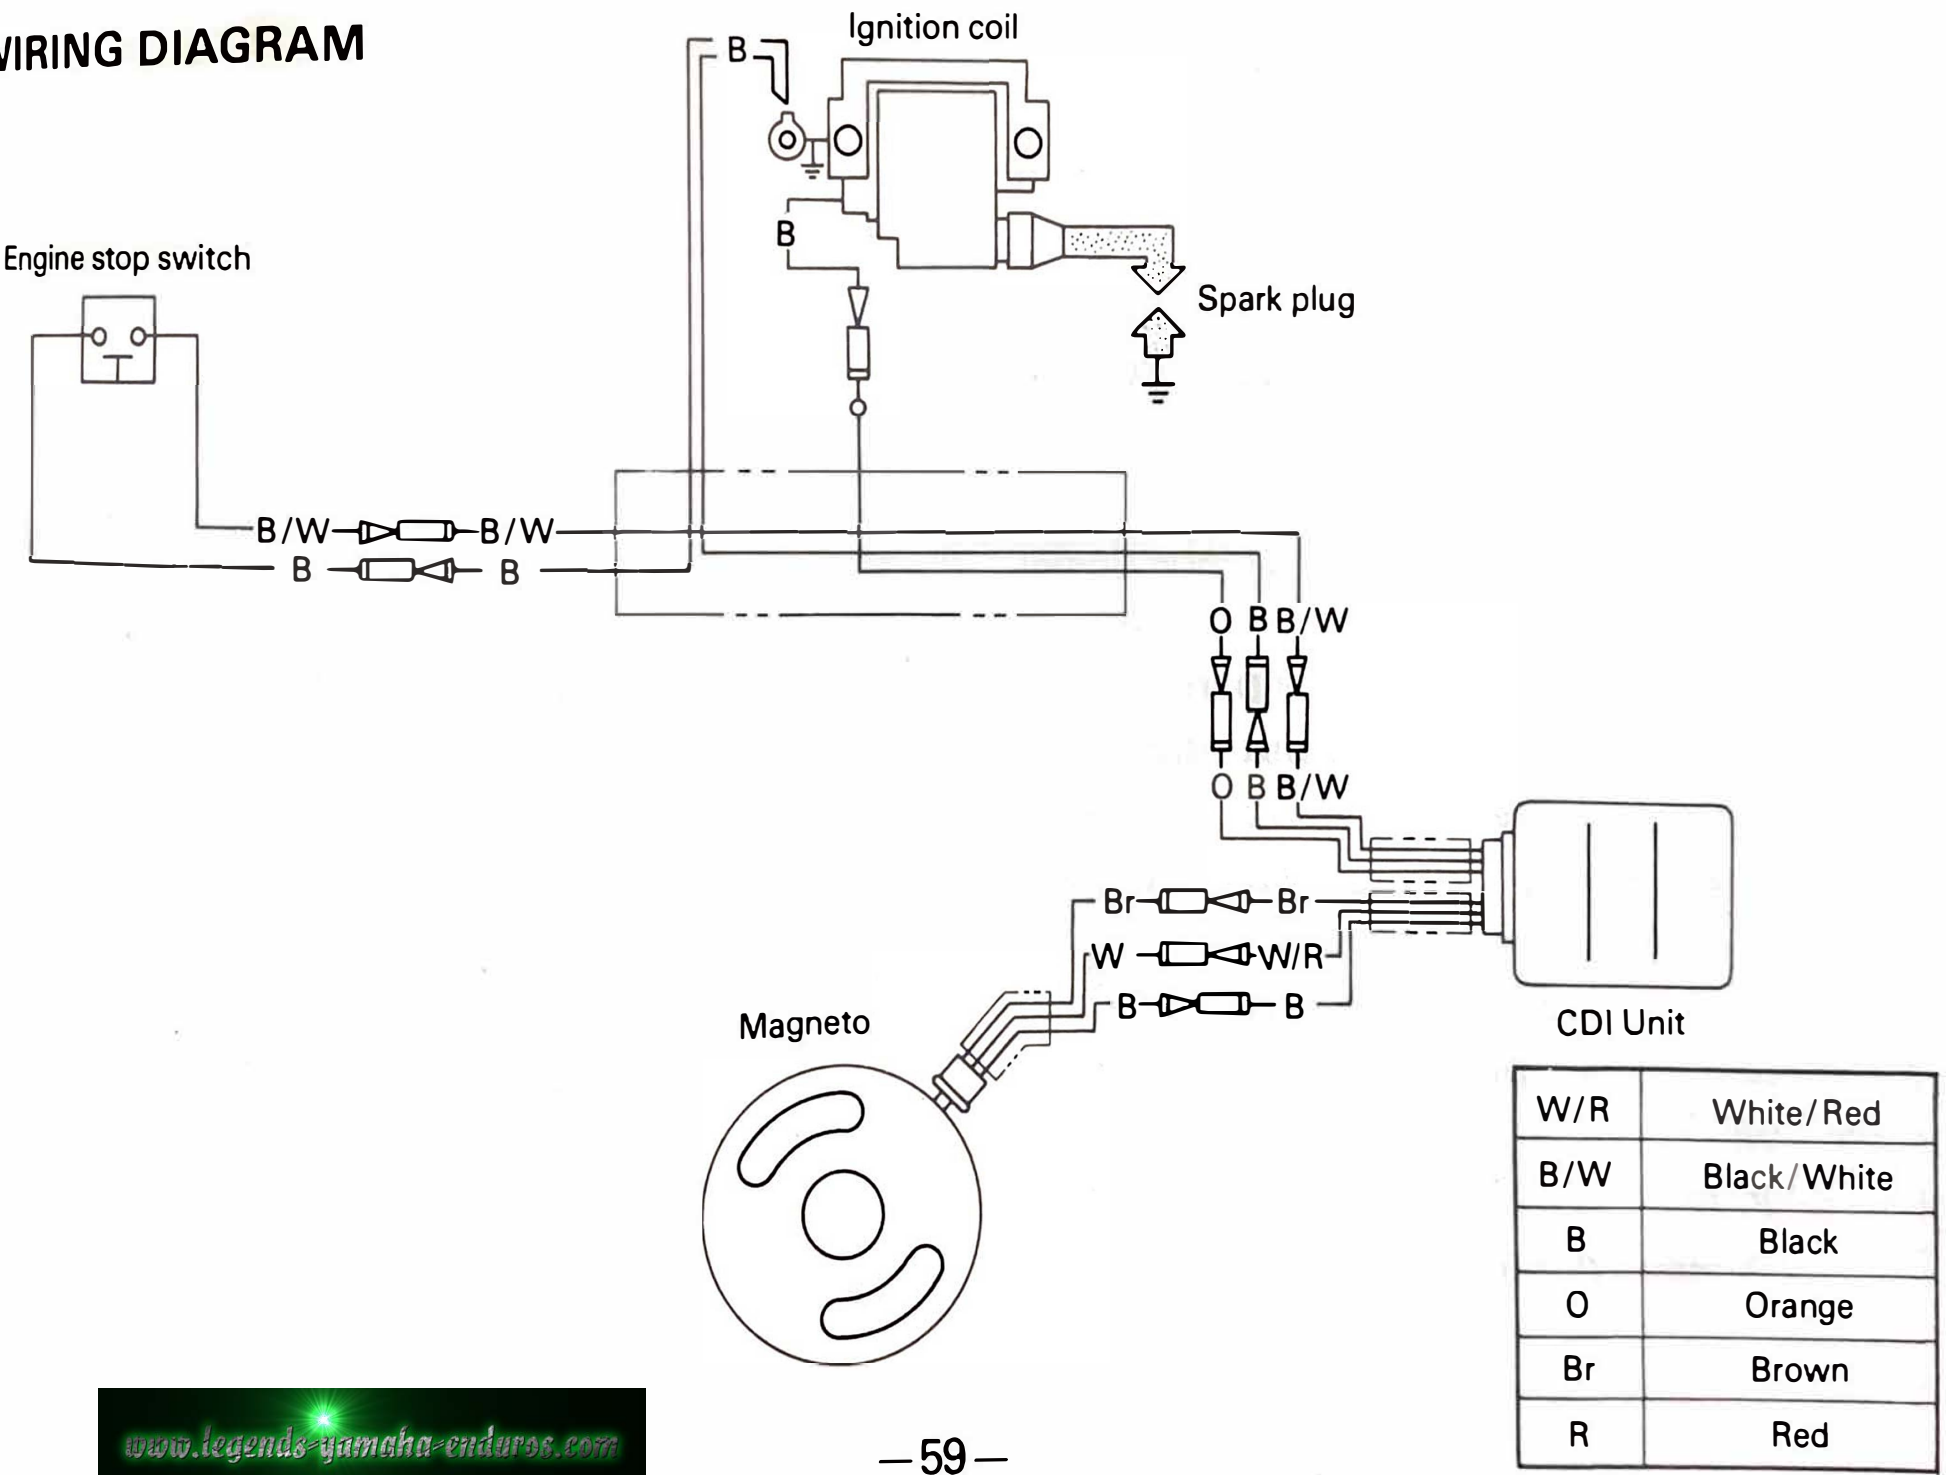 WIRING DIAGRAM
Ignition coil
B
B
Spark plug
Engine stop switch
B/W B/W
B B
O B B/W
O B B/W
Br Br
W W/R
B B
Magneto
CDI Unit
W/R White/Red
B/W Black/White
B Black
O Orange
Br Brown
R Red
www.legends-yamaha-enduros.com
—59—